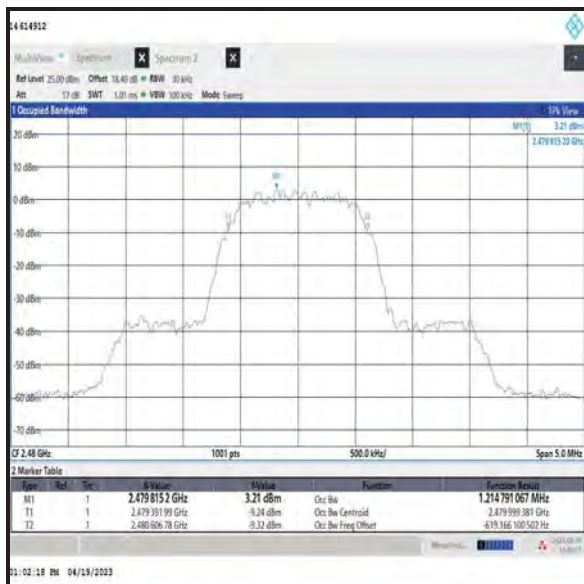 14 614912
MultiView Spectrum X Spectrum 2 X
Ref Level 25.00 dBm Offset 18.40 dB RBW 30 kHz
Att 17 dB SWT 1.01 ms VBW 100 kHz Mode Sweep
1 Occupied Bandwidth 1Pk View
M1[1] 3.21 dBm
2.479 815 20 GHz
20 dBm
10 dBm
M1
0 dBm
-10 dBm
-20 dBm
-30 dBm
-40 dBm
-50 dBm
-60 dBm
-70 dBm
CF 2.48 GHz 1001 pts 500.0 kHz/ Span 5.0 MHz
2 Marker Table
Type Ref Trc X-Value Y-Value Function Function Result
M1 1 2.479 815 2 GHz 3.21 dBm Occ Bw 1.214 791 067 MHz
T1 1 2.479 391 99 GHz -9.24 dBm Occ Bw Centroid 2.479 999 381 GHz
T2 1 2.480 606 78 GHz -9.32 dBm Occ Bw Freq Offset -619.166 100 502 Hz
01:02:18 PM 04/19/2023